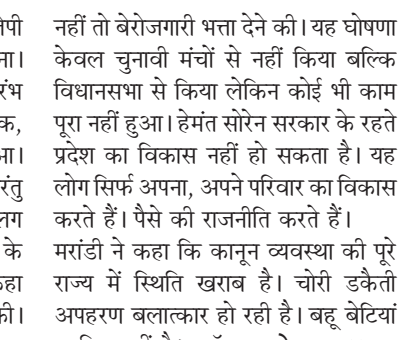 नहीं तो बेरोजगारी भत्ता देने की। यह घोषणा
केवल चुनावी मंचों से नहीं किया बल्कि
विधानसभा से किया लेकिन कोई भी काम
पूरा नहीं हुआ। हेमंत सोरेन सरकार के रहते
प्रदेश का विकास नहीं हो सकता है। यह
लोग सिर्फ अपना, अपने परिवार का विकास
करते हैं। पैसे की राजनीति करते हैं।
मरांडी ने कहा कि कानून व्यवस्था की पूरे
राज्य में स्थिति खराब है। चोरी डकैती
अपहरण बलात्कार हो रही है। बहू बेटियां